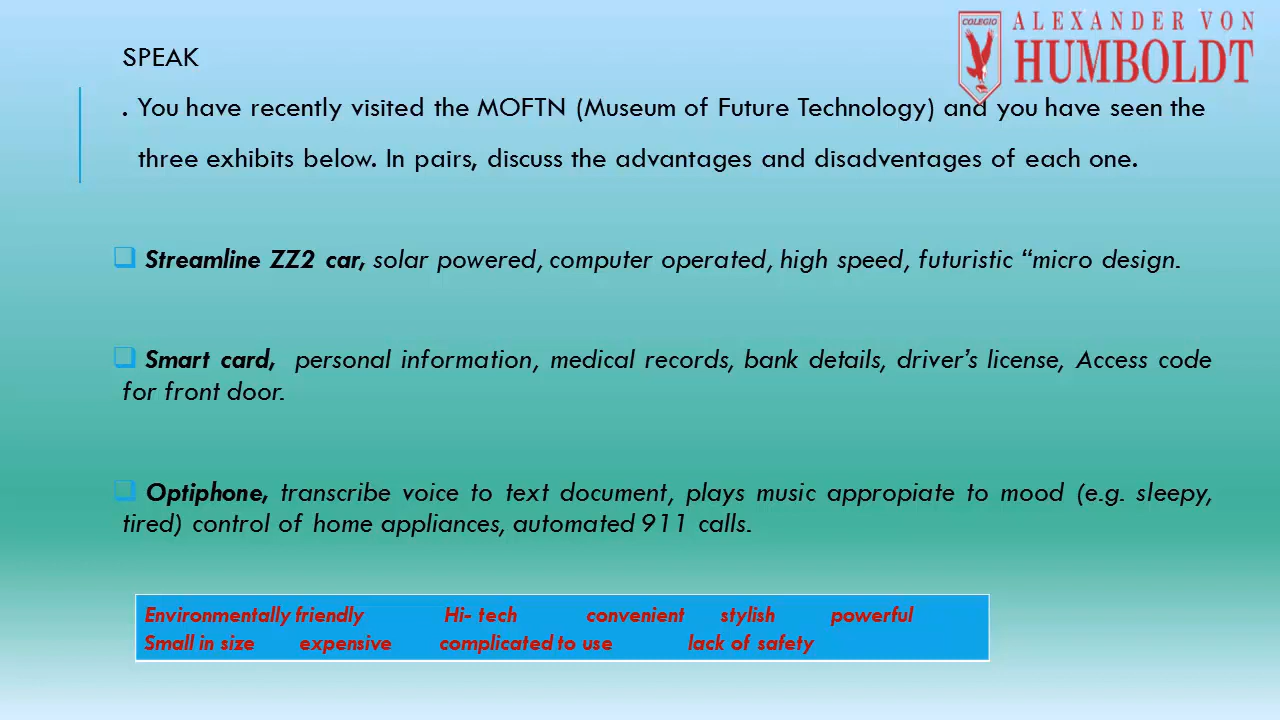 COLEGIO
ALEXANDER VON
HUMBOLDT
SPEAK
. You have recently visited the MOFTN (Museum of Future Technology) and you have seen the
three exhibits below. In pairs, discuss the advantages and disadventages of each one.
Streamline ZZ2 car, solar powered, computer operated, high speed, futuristic “micro design.
Smart card, personal information, medical records, bank details, driver’s license, Access code
for front door.
Optiphone, transcribe voice to text document, plays music appropiate to mood (e.g. sleepy,
tired) control of home appliances, automated 911 calls.
Environmentally friendly Hi- tech convenient stylish powerful
Small in size expensive complicated to use lack of safety